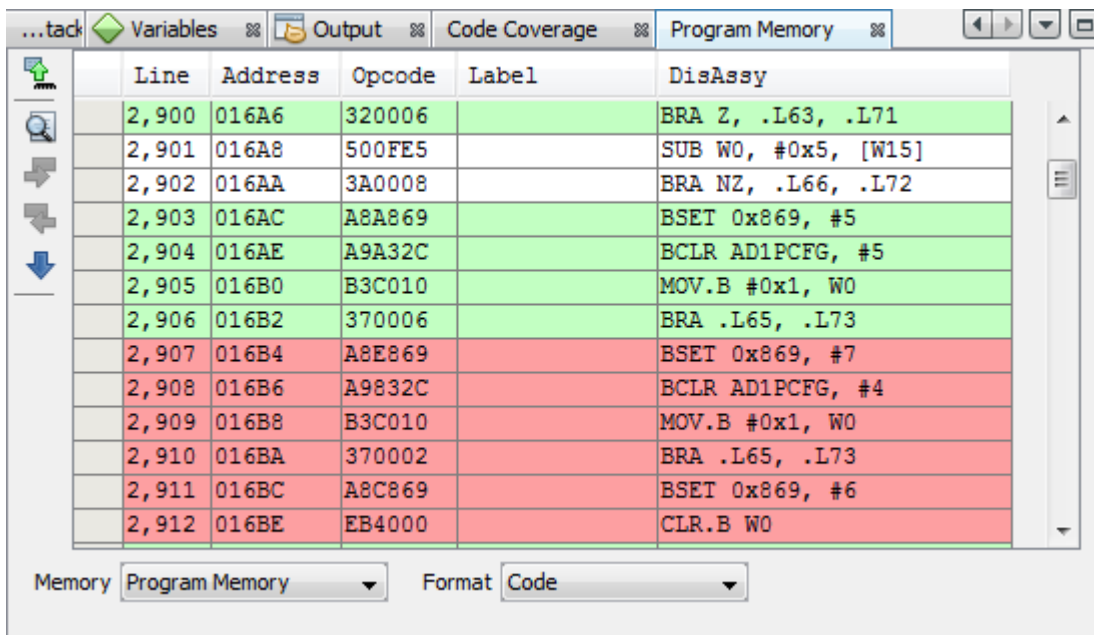 ...tack Variables Output Code Coverage Program Memory
Line Address Opcode Label DisAssy
2,900 016A6 320006 BRA Z, .L63, .L71
2,901 016A8 500FE5 SUB W0, #0x5, [W15]
2,902 016AA 3A0008 BRA NZ, .L66, .L72
2,903 016AC A8A869 BSET 0x869, #5
2,904 016AE A9A32C BCLR AD1PCFG, #5
2,905 016B0 B3C010 MOV.B #0x1, W0
2,906 016B2 370006 BRA .L65, .L73
2,907 016B4 A8E869 BSET 0x869, #7
2,908 016B6 A9832C BCLR AD1PCFG, #4
2,909 016B8 B3C010 MOV.B #0x1, W0
2,910 016BA 370002 BRA .L65, .L73
2,911 016BC A8C869 BSET 0x869, #6
2,912 016BE EB4000 CLR.B W0
Memory Program Memory Format Code